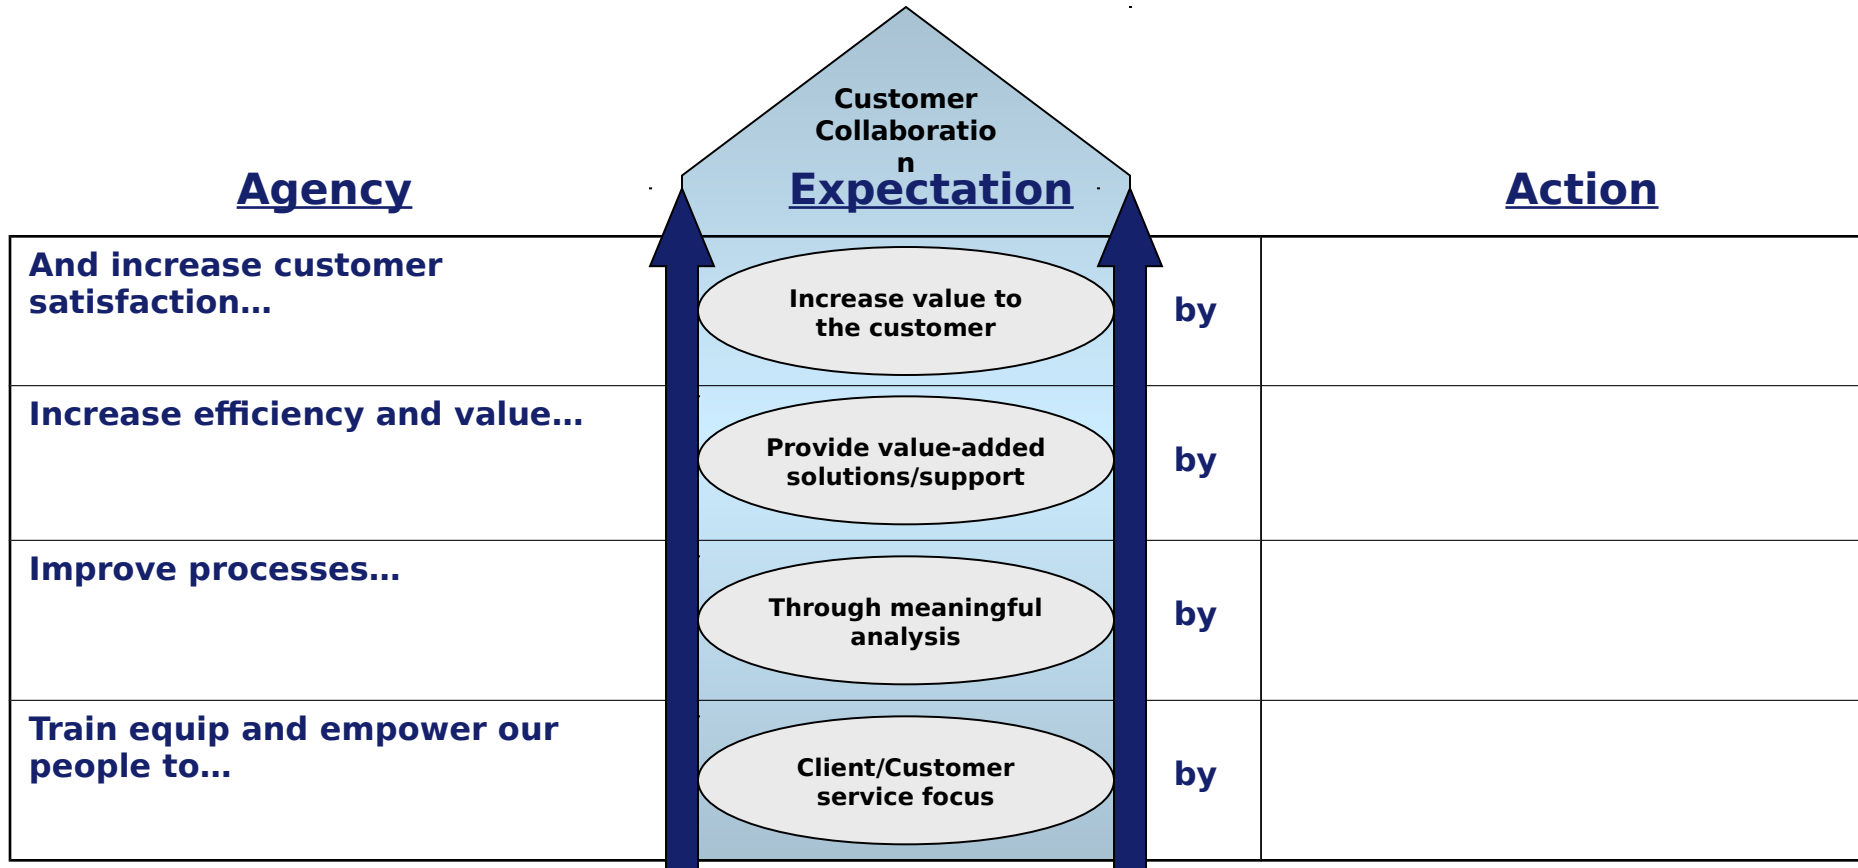 Customer
Collaboratio
n
Agency
Expectation
Action
And increase customer
satisfaction…
Increase value to
the customer
by
Increase efficiency and value…
Provide value-added
solutions/support
by
Improve processes…
Through meaningful
analysis
by
Train equip and empower our
people to…
Client/Customer
service focus
by